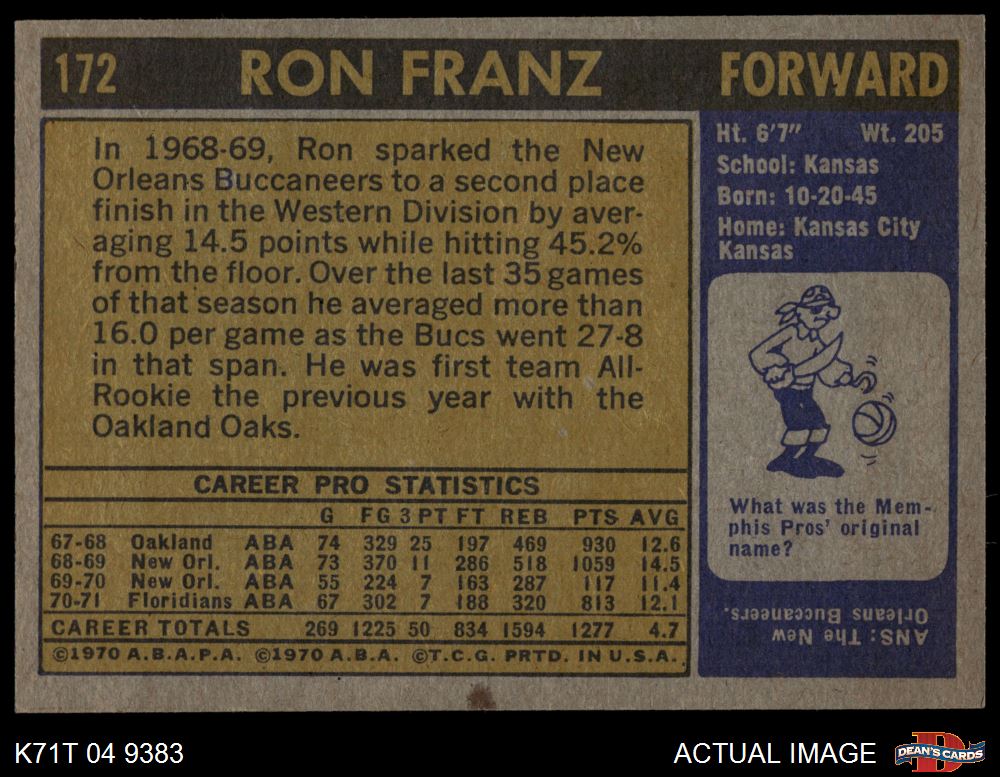 172 RON FRANZ FORWARD
In 1968-69, Ron sparked the New
Orleans Buccaneers to a second place
finish in the Western Division by aver-
aging 14.5 points while hitting 45.2%
from the floor. Over the last 35 games
of that season he averaged more than
16.0 per game as the Bucs went 27-8
in that span. He was first team All-
Rookie the previous year with the
Oakland Oaks.
CAREER PRO STATISTICS
G FG 3 PT FT REB PTS AVG
67-68 Oakland ABA 74 329 25 197 469 930 12.6
68-69 New Orl. ABA 73 370 11 286 518 1059 14.5
69-70 New Orl. ABA 55 224 7 163 287 117 11.4
70-71 Floridians ABA 67 302 7 188 320 813 12.1
CAREER TOTALS 269 1225 50 834 1594 1277 4.7
©1970 A.B.A.P.A. ©1970 A.B.A. ©T.C.G. PRTD. IN U.S.A.
Ht. 6'7" Wt. 205
School: Kansas
Born: 10-20-45
Home: Kansas City
Kansas
What was the Mem-
phis Pros' original
name?
ANS: The New
Orleans Buccaneers.
K71T 04 9383 ACTUAL IMAGE
D
DEAN'S CARDS